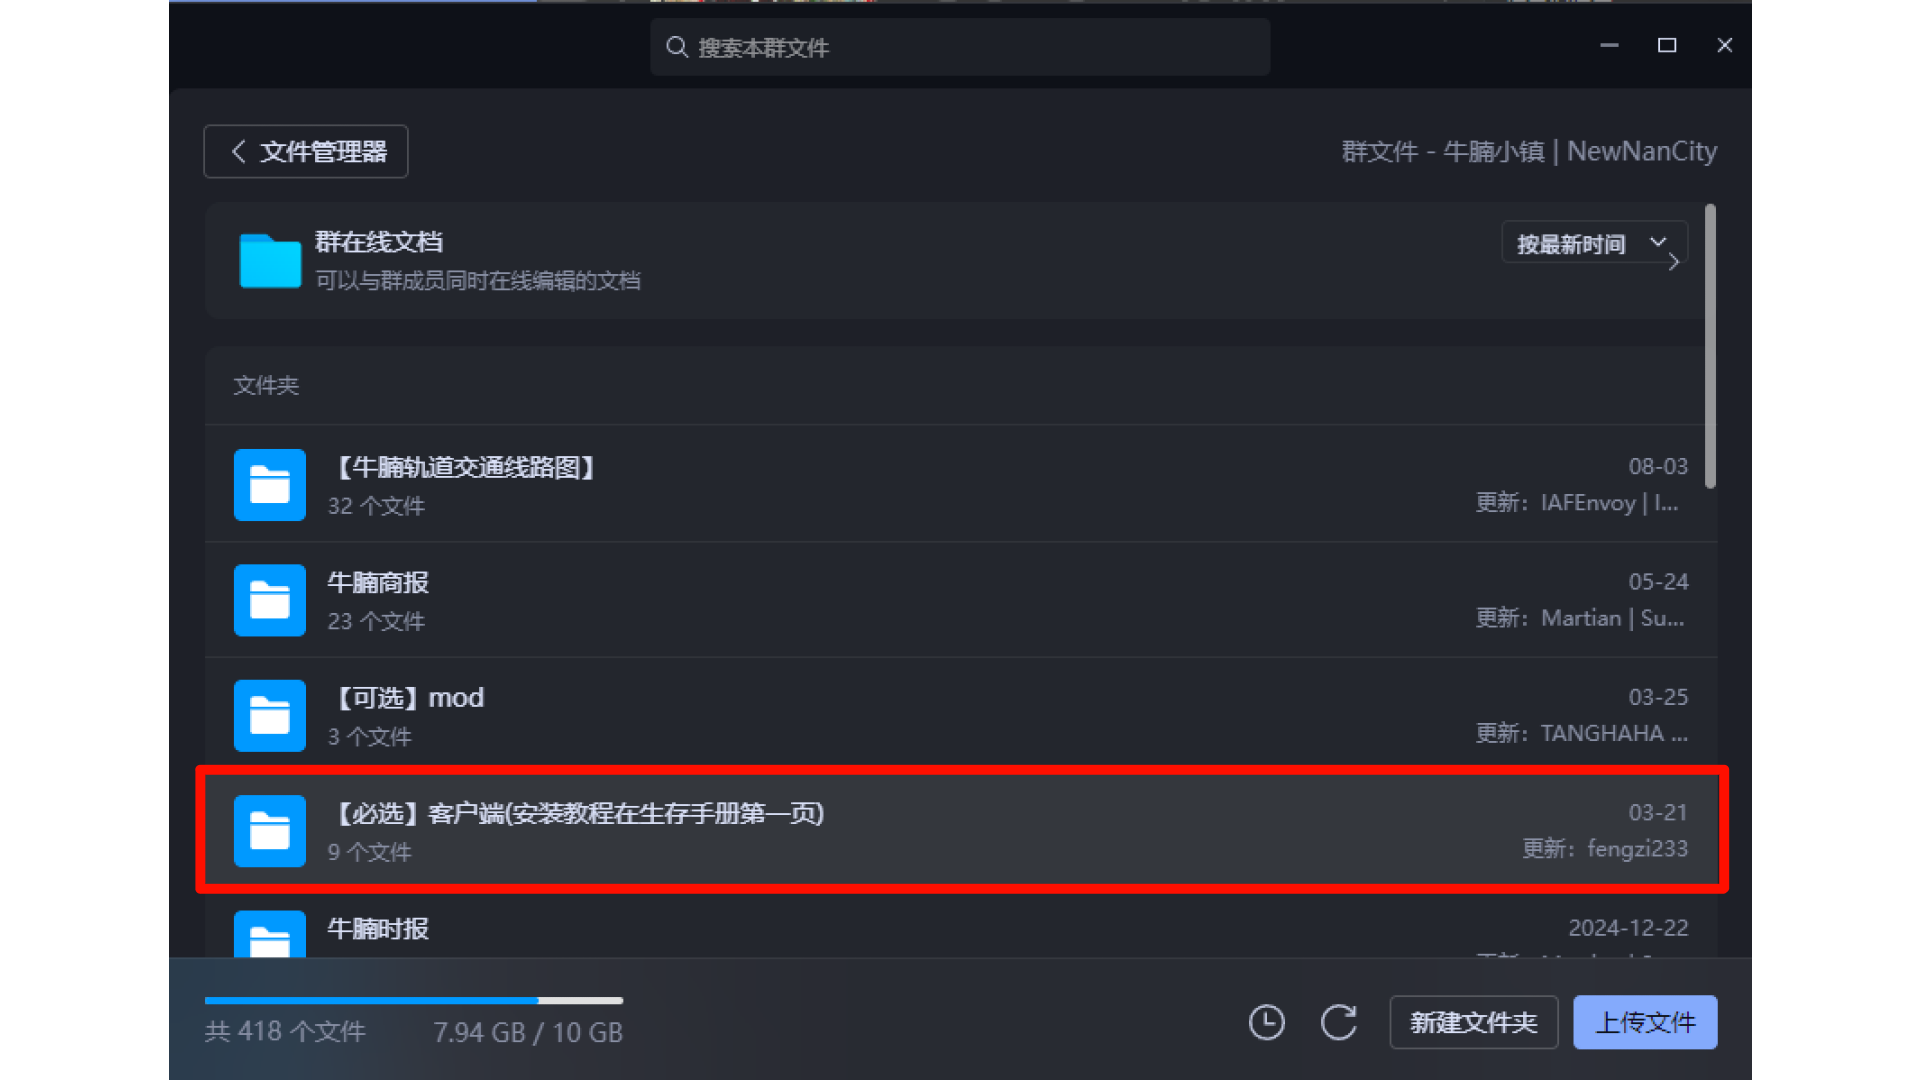 搜索本群文件
文件管理器
群文件 - 牛腩小镇 | NewNanCity
群在线文档
可以与群成员同时在线编辑的文档
按最新时间
文件夹
【牛腩轨道交通线路图】
32 个文件
08-03
更新：IAFEnvoy | I...
牛腩商报
23 个文件
05-24
更新：Martian | Su...
【可选】mod
3 个文件
03-25
更新：TANGHAHA ...
【必选】客户端(安装教程在生存手册第一页)
9 个文件
03-21
更新：fengzi233
牛腩时报
2024-12-22
共 418 个文件
7.94 GB / 10 GB
新建文件夹
上传文件